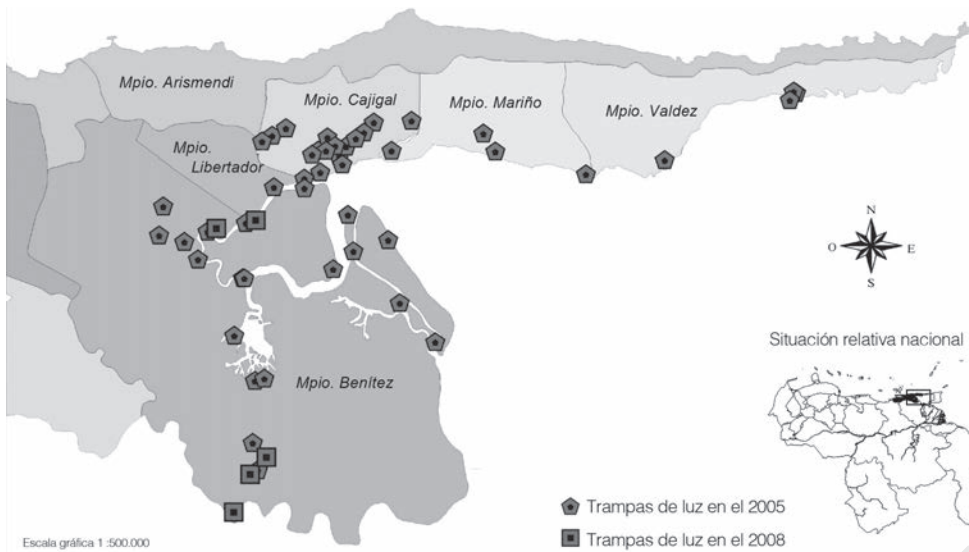 Mpio. Arismendi
Mpio. Cajigal
Mpio. Mariño
Mpio. Valdez
Mpio.
Libertador
N
O
E
S
Situación relativa nacional
Mpio. Benítez
Trampas de luz en el 2005
Trampas de luz en el 2008
Escala gráfica 1 :500.000